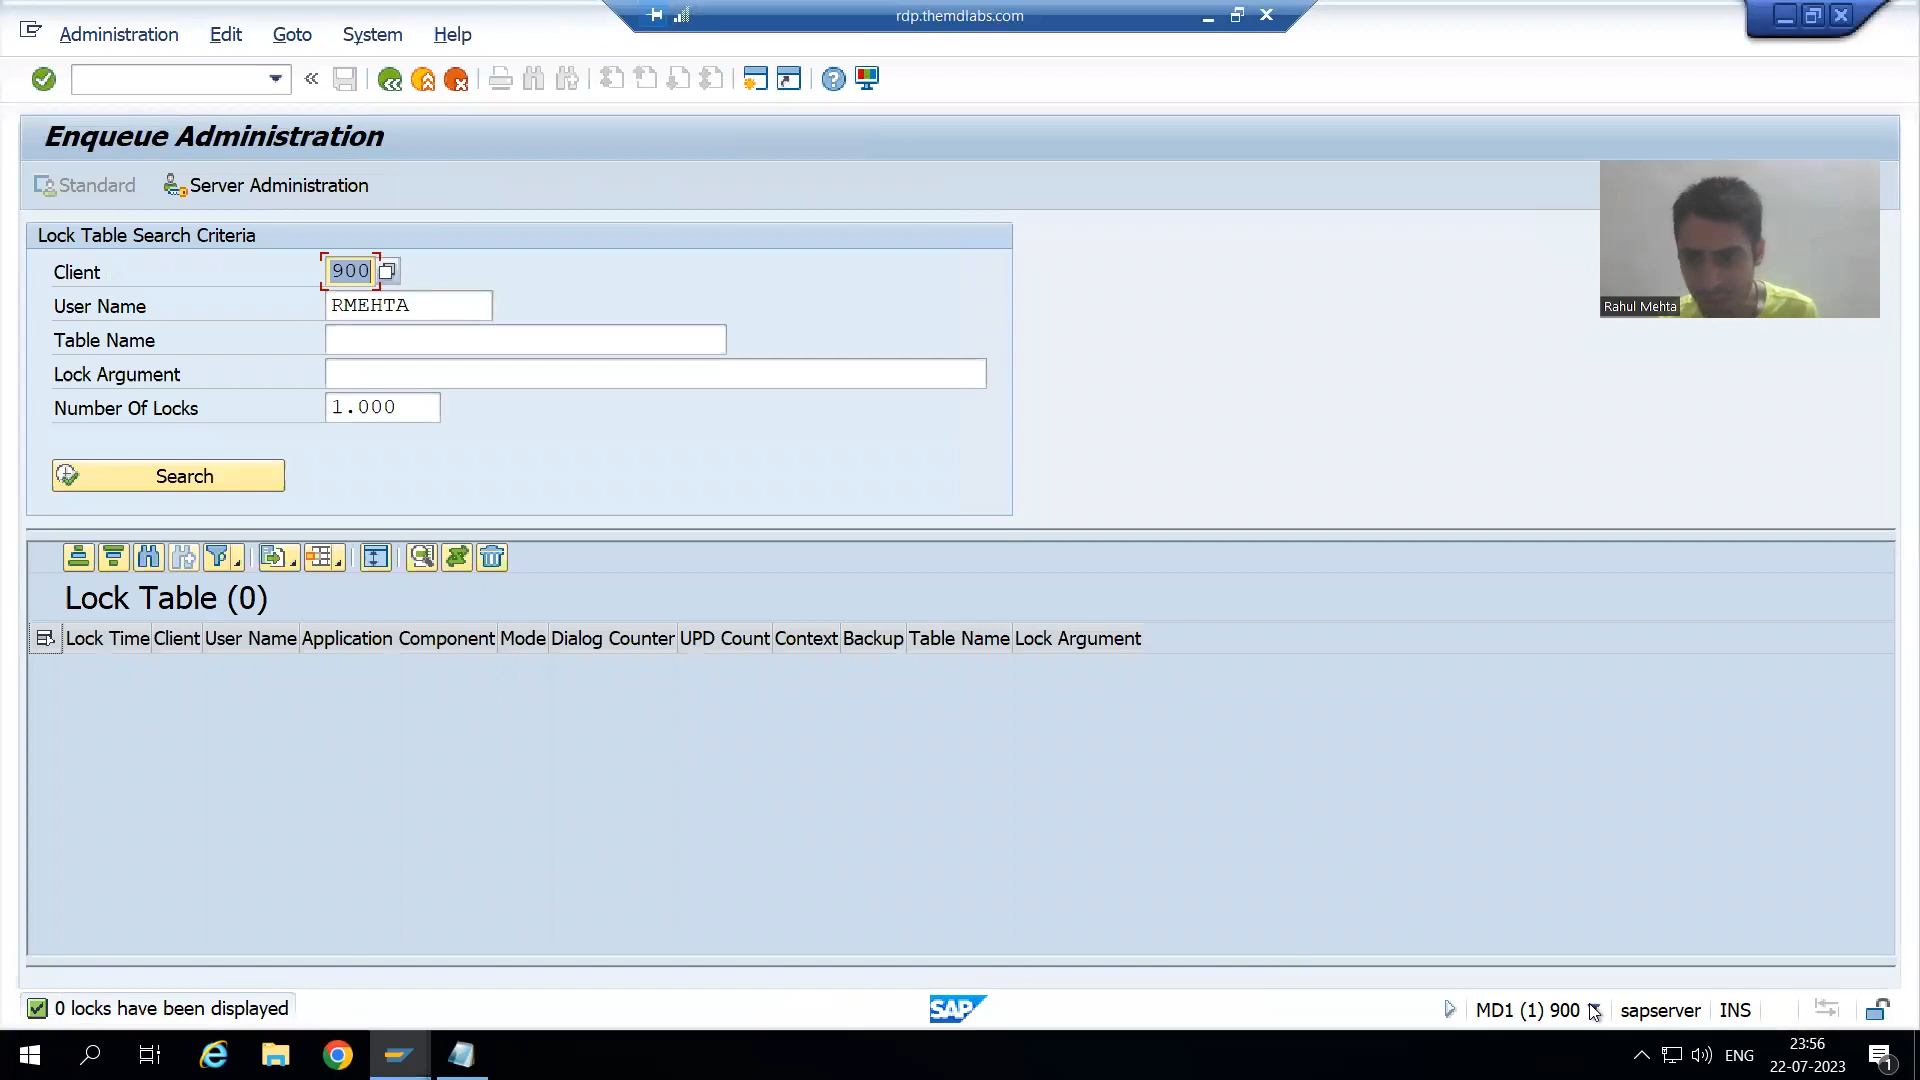 rdp.themdlabs.com
Administration Edit Goto System Help
Enqueue Administration
Standard Server Administration
Lock Table Search Criteria
Client 900
User Name RMEHTA
Table Name
Lock Argument
Number Of Locks 1.000
Search
Rahul Mehta
Lock Table (0)
Lock Time Client User Name Application Component Mode Dialog Counter UPD Count Context Backup Table Name Lock Argument
0 locks have been displayed
SAP
MD1 (1) 900 sapserver INS
ENG
23:56
22-07-2023
1